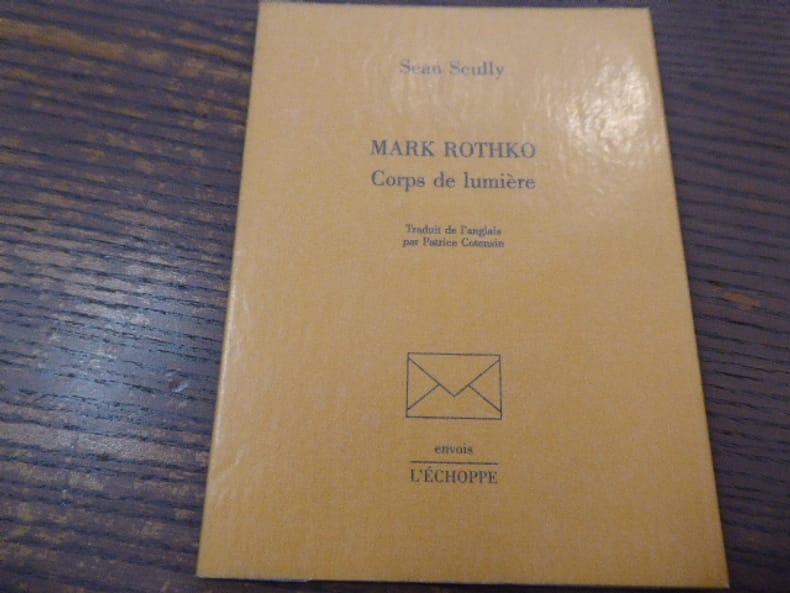 Sean Scully
MARK ROTHKO
Corps de lumière
Traduit de l'anglais
par Patrice Cotensin
envois
L'ÉCHOPPE